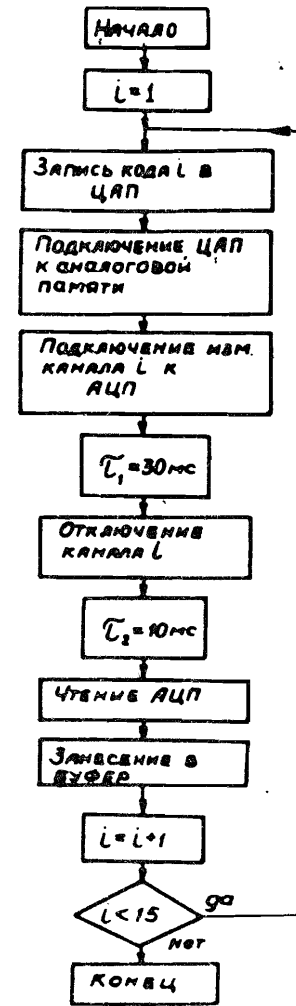 Начало
i=1
Запись кода i в
ЦАП
Подключение ЦАП
к аналоговой
памяти
Подключение изм.
канала i к
АЦП
τ₁=30мс
Отключение
канала i
τ₂=10мс
Чтение АЦП
Занесение в
буфер
i=i+1
i<15
да
нет
Конец